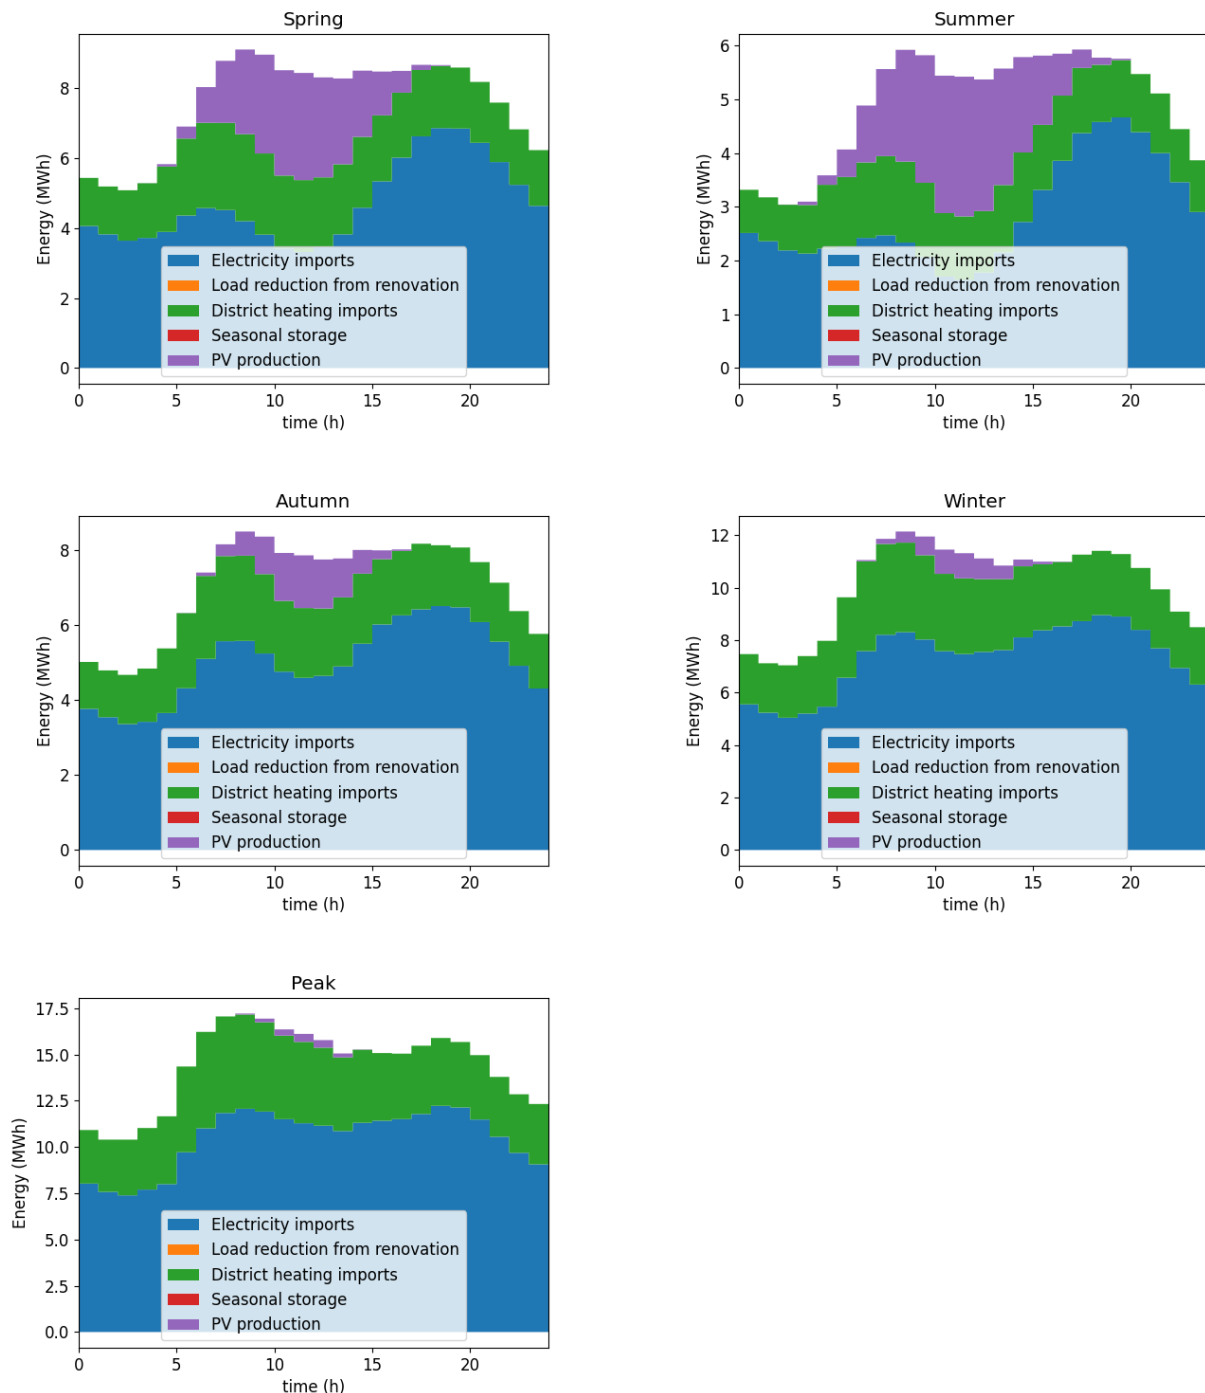 Spring
Energy (MWh)
8
6
4
2
0
Electricity imports
Load reduction from renovation
District heating imports
Seasonal storage
PV production
0 5 10 15 20
time (h)
Summer
Energy (MWh)
6
5
4
3
2
1
0
Electricity imports
Load reduction from renovation
District heating imports
Seasonal storage
PV production
0 5 10 15 20
time (h)
Autumn
Energy (MWh)
8
6
4
2
0
Electricity imports
Load reduction from renovation
District heating imports
Seasonal storage
PV production
0 5 10 15 20
time (h)
Winter
Energy (MWh)
12
10
8
6
4
2
0
Electricity imports
Load reduction from renovation
District heating imports
Seasonal storage
PV production
0 5 10 15 20
time (h)
Peak
Energy (MWh)
17.5
15.0
12.5
10.0
7.5
5.0
2.5
0.0
Electricity imports
Load reduction from renovation
District heating imports
Seasonal storage
PV production
0 5 10 15 20
time (h)